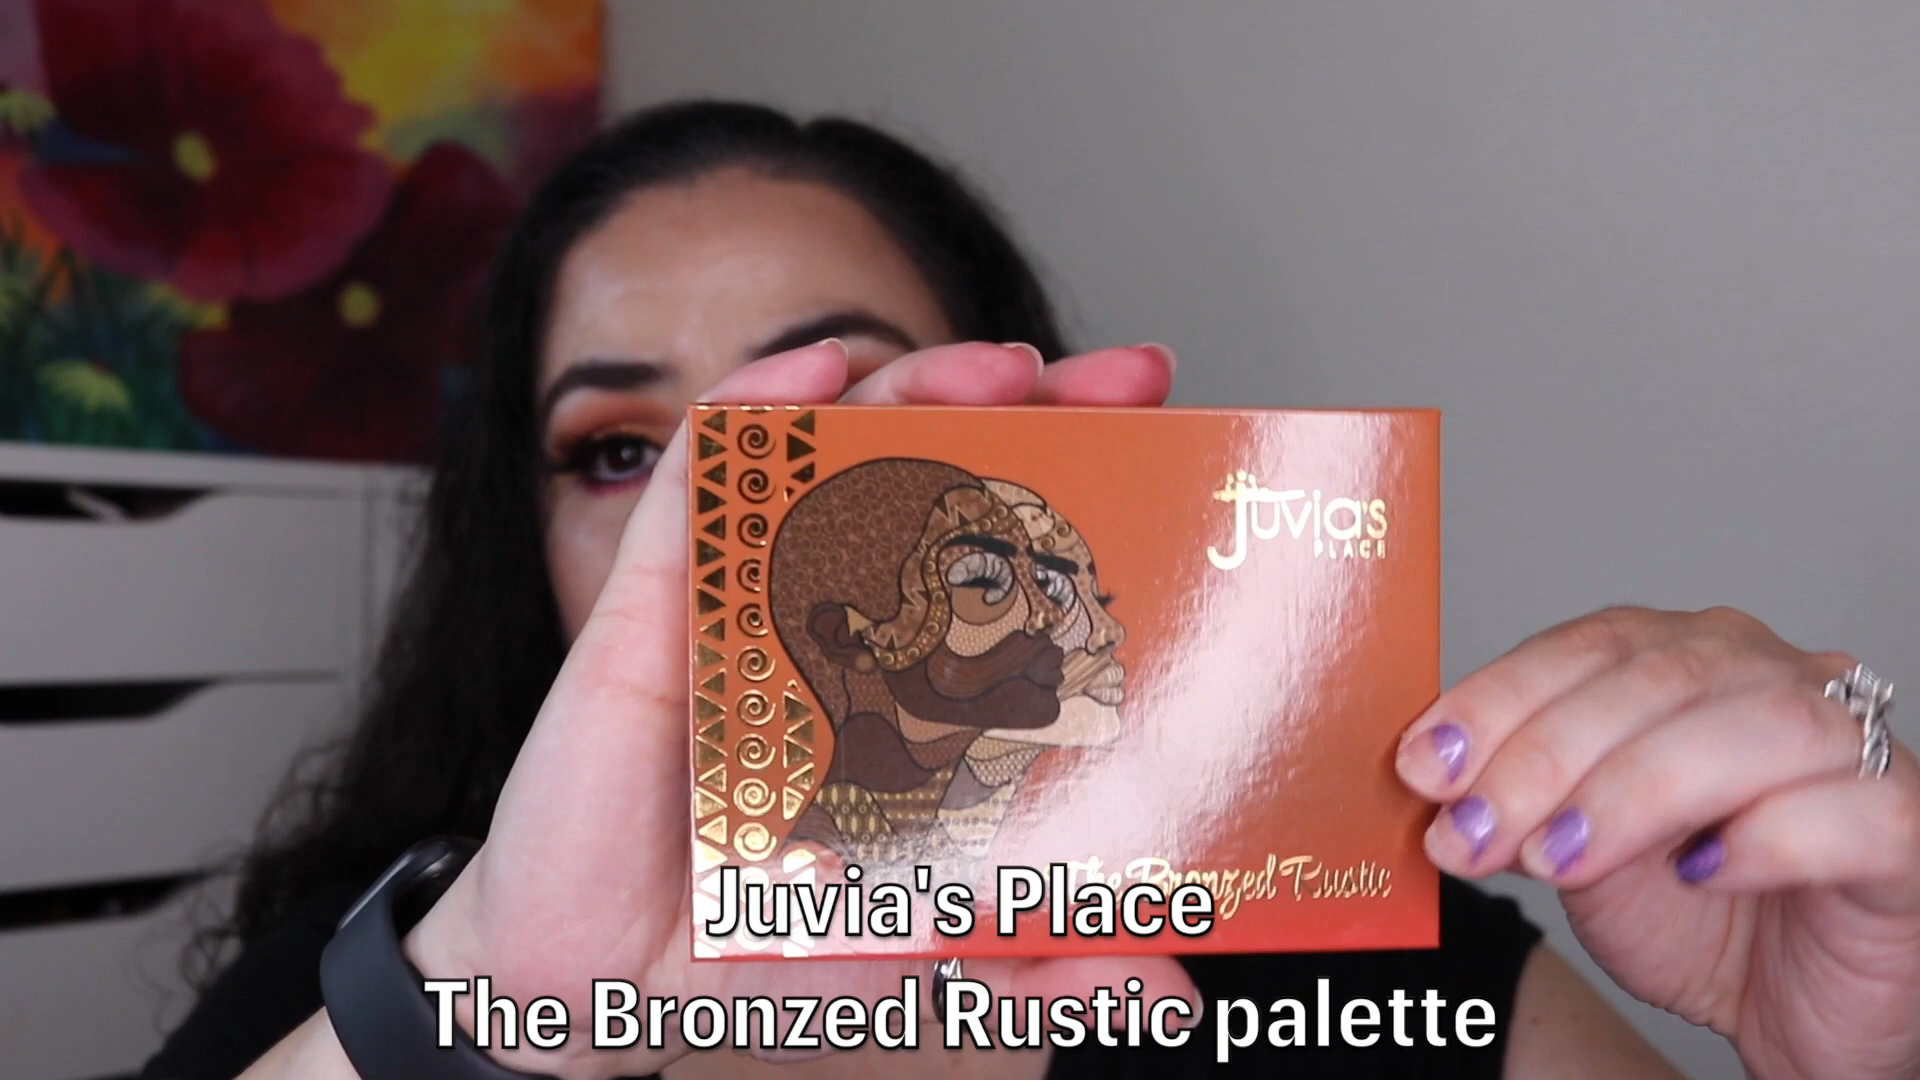 Juvia's
PLACE
The Bronzed Rustic
Juvia's Place
The Bronzed Rustic palette